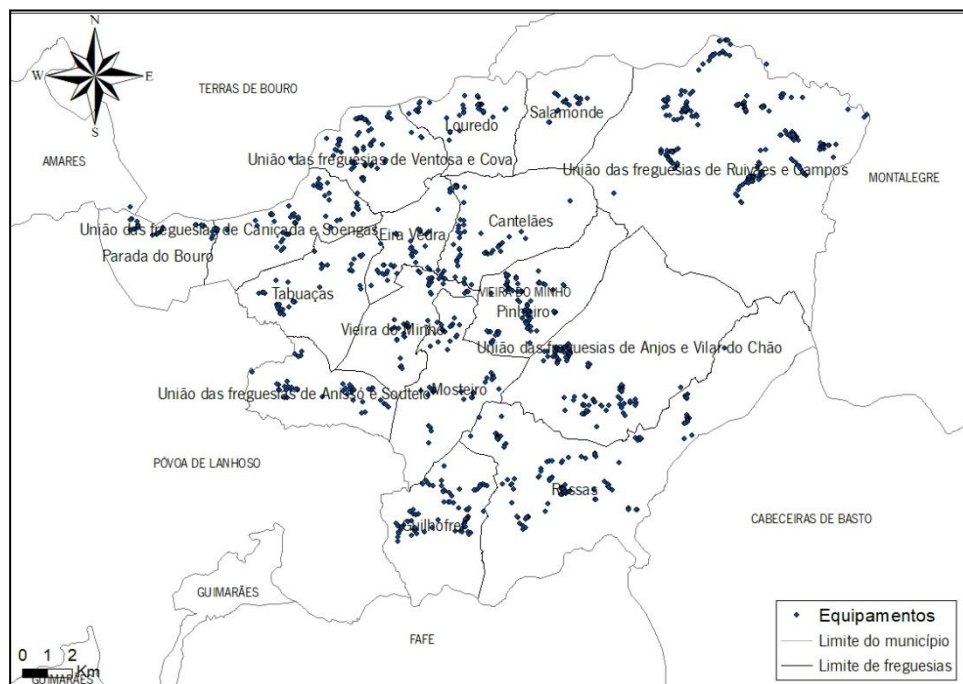 N
W E
S
TERRAS DE BOURO
Salamonde
Louredo
AMARES
União das freguesias de Ventosa e Cova
União das freguesias de Ruivães e Campos
MONTALEGRE
Cantelães
União das freguesias de Caniçada e Soengas
Eira Vedra
Parada do Bouro
Tabuaças
VIEIRA DO MINHO
Pinheiro
Vieira do Minho
União das freguesias de Anjos e Vilar do Chão
União das freguesias de Anissó e Soutelo
Mosteiro
PÓVOA DE LANHOSO
Rossas
CABECEIRAS DE BASTO
Guilhofrei
GUIMARÃES
FAFE
Equipamentos
Limite do município
Limite de freguesias
0 1 2
Km
GUIMARÃES